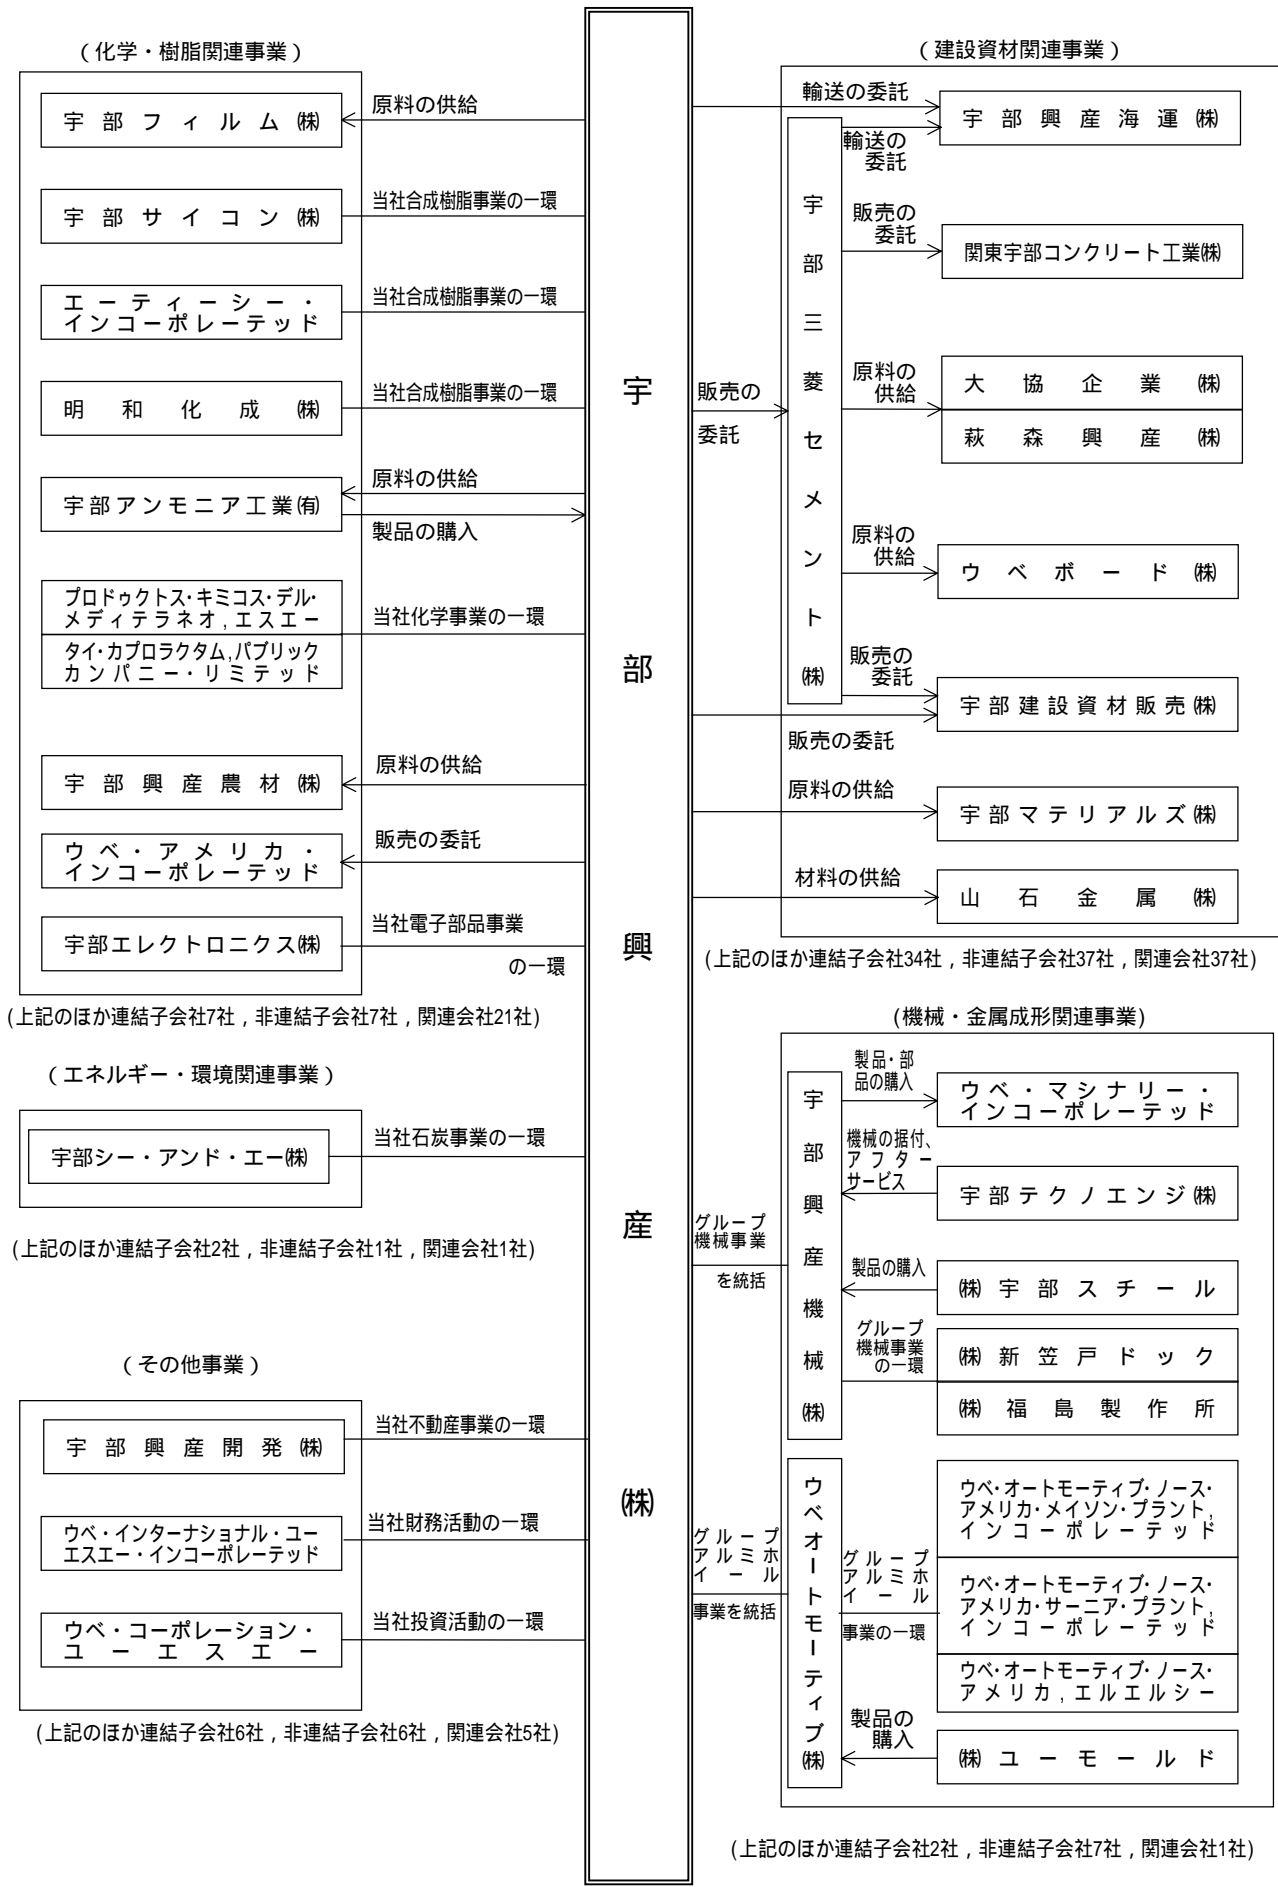 (化学・樹脂関連事業)
宇部フィルム㈱
原料の供給
宇部サイコン㈱
当社合成樹脂事業の一環
エーティーシー・
インコーポレーテッド
当社合成樹脂事業の一環
明和化成㈱
当社合成樹脂事業の一環
宇部アンモニア工業㈲
原料の供給
製品の購入
プロドゥクトス・キミコス・デル・
メディテラネオ,エスエー
タイ・カプロラクタム,パブリック
カンパニー・リミテッド
当社化学事業の一環
宇部興産農材㈱
原料の供給
ウベ・アメリカ・
インコーポレーテッド
販売の委託
宇部エレクトロニクス㈱
当社電子部品事業
の一環
(上記のほか連結子会社7社,非連結子会社7社,関連会社21社)
(エネルギー・環境関連事業)
宇部シー・アンド・エー㈱
当社石炭事業の一環
(上記のほか連結子会社2社,非連結子会社1社,関連会社1社)
(その他事業)
宇部興産開発㈱
当社不動産事業の一環
ウベ・インターナショナル・ユー
エスエー・インコーポレーテッド
当社財務活動の一環
ウベ・コーポレーション・
ユーエスエー
当社投資活動の一環
(上記のほか連結子会社6社,非連結子会社6社,関連会社5社)
宇部興産㈱
(建設資材関連事業)
輸送の委託
宇部興産海運㈱
輸送の
委託
宇部三菱セメント㈱
販売の
委託
販売の
委託
関東宇部コンクリート工業㈱
原料の
供給
大協企業㈱
萩森興産㈱
原料の
供給
ウベボード㈱
販売の
委託
宇部建設資材販売㈱
販売の委託
原料の供給
宇部マテリアルズ㈱
材料の供給
山石金属㈱
(上記のほか連結子会社34社,非連結子会社37社,関連会社37社)
(機械・金属成形関連事業)
グループ
機械事業
を統括
宇部興産機械㈱
製品・部
品の購入
ウベ・マシナリー・
インコーポレーテッド
機械の据付、
アフター
サービス
宇部テクノエンジ㈱
製品の購入
㈱宇部スチール
グループ
機械事業
の一環
㈱新笠戸ドック
㈱福島製作所
グループ
アルミホ
イール
事業を統括
ウベオートモーティブ㈱
グループ
アルミホ
イール
事業の一環
ウベ・オートモーティブ・ノース・
アメリカ・メイソン・プラント,
インコーポレーテッド
ウベ・オートモーティブ・ノース・
アメリカ・サーニア・プラント,
インコーポレーテッド
ウベ・オートモーティブ・ノース・
アメリカ,エルエルシー
製品の
購入
㈱ユーモールド
(上記のほか連結子会社2社,非連結子会社7社,関連会社1社)